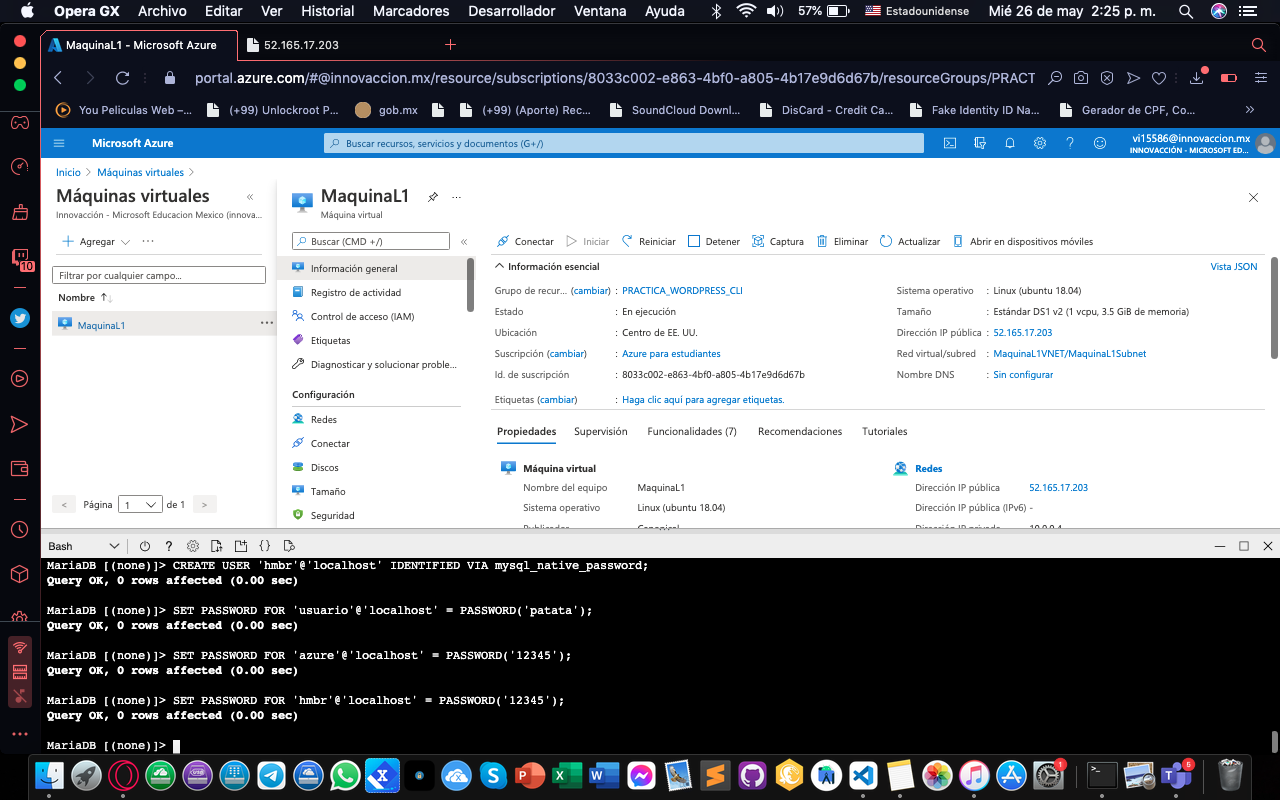 Opera GX Archivo Editar Ver Historial Marcadores Desarrollador Ventana Ayuda 57% Estadounidense Mié 26 de may 2:25 p. m.
MaquinaL1 - Microsoft Azure 52.165.17.203
portal.azure.com/#@innovaccion.mx/resource/subscriptions/8033c002-e863-4bf0-a805-4b17e9d6d67b/resourceGroups/PRACT
You Peliculas Web –... (+99) Unlockroot P... gob.mx (+99) (Aporte) Rec... SoundCloud Downl... DisCard - Credit Ca... Fake Identity ID Na... Gerador de CPF, Co... »
Microsoft Azure Buscar recursos, servicios y documentos (G+/) vi15586@innovaccion.mx
INNOVACCIÓN - MICROSOFT ED...
Inicio > Máquinas virtuales >
Máquinas virtuales «
Innovacción - Microsoft Educacion Mexico (innova...
Agregar ...
Filtrar por cualquier campo...
Nombre ↑↓
MaquinaL1 ...
< Página 1 de 1 >
MaquinaL1 ...
Máquina virtual
Buscar (CMD +/) «
Información general
Registro de actividad
Control de acceso (IAM)
Etiquetas
Diagnosticar y solucionar proble...
Configuración
Redes
Conectar
Discos
Tamaño
Seguridad
Conectar Iniciar Reiniciar Detener Captura Eliminar Actualizar Abrir en dispositivos móviles
Información esencial Vista JSON
Grupo de recur... (cambiar) : PRACTICA_WORDPRESS_CLI
Estado : En ejecución
Ubicación : Centro de EE. UU.
Suscripción (cambiar) : Azure para estudiantes
Id. de suscripción : 8033c002-e863-4bf0-a805-4b17e9d6d67b
Etiquetas (cambiar) : Haga clic aquí para agregar etiquetas.
Sistema operativo : Linux (ubuntu 18.04)
Tamaño : Estándar DS1 v2 (1 vcpu, 3.5 GiB de memoria)
Dirección IP pública : 52.165.17.203
Red virtual/subred : MaquinaL1VNET/MaquinaL1Subnet
Nombre DNS : Sin configurar
Propiedades Supervisión Funcionalidades (7) Recomendaciones Tutoriales
Máquina virtual
Nombre del equipo MaquinaL1
Sistema operativo Linux (ubuntu 18.04)
Publicador Canonical
Redes
Dirección IP pública 52.165.17.203
Dirección IP pública (IPv6) -
Dirección IP privada 10.0.0.4
10
Bash
MariaDB [(none)]> CREATE USER 'hmbr'@'localhost' IDENTIFIED VIA mysql_native_password;
Query OK, 0 rows affected (0.00 sec)
MariaDB [(none)]> SET PASSWORD FOR 'usuario'@'localhost' = PASSWORD('patata');
Query OK, 0 rows affected (0.00 sec)
MariaDB [(none)]> SET PASSWORD FOR 'azure'@'localhost' = PASSWORD('12345');
Query OK, 0 rows affected (0.00 sec)
MariaDB [(none)]> SET PASSWORD FOR 'hmbr'@'localhost' = PASSWORD('12345');
Query OK, 0 rows affected (0.00 sec)
MariaDB [(none)]>